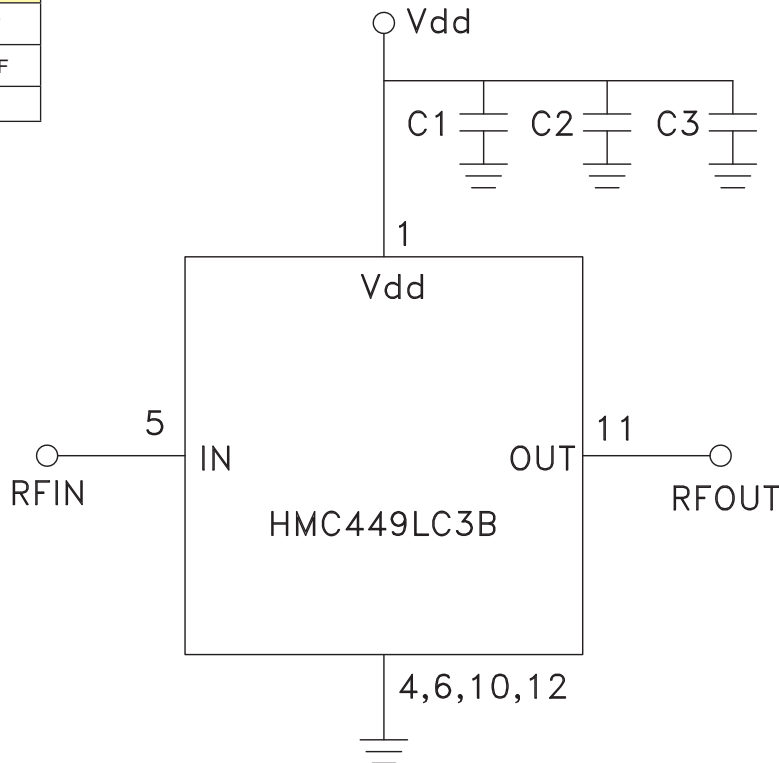 Vdd
F
C1 C2 C3
1
Vdd
5
11
IN
OUT
RFIN
RFOUT
HMC449LC3B
4,6,10,12